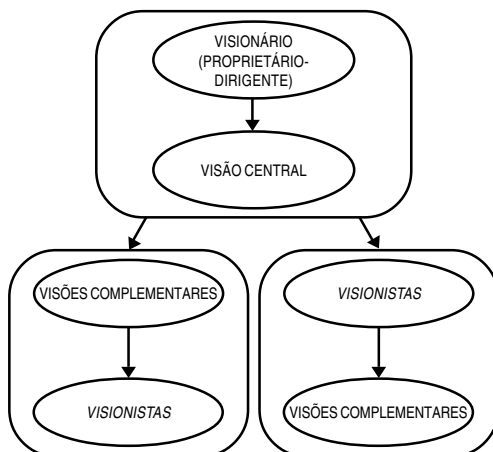 VISIONÁRIO
(PROPRIETÁRIO-
DIRIGENTE)
VISÃO CENTRAL
VISÕES COMPLEMENTARES
VISIONISTAS
VISIONISTAS
VISÕES COMPLEMENTARES